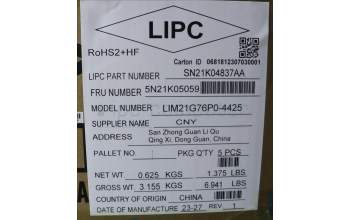 LIPC
RoHS2+HF
Carton ID 0681812307030001
LIPC PART NUMBER SN21K04837AA
FRU NUMBER 5N21K05059
MODEL NUMBER LIM21G76P0-4425
SUPPLIER NAME CNY
ADDRESS San Zhong Guan Li Qu
Qing Xi, Dong Guan, China
PALLET NO : PKG Q'TY 5 PCS
NET WT. 0.625 KGS 1.375 LBS
GROSS WT. 3.155 KGS 6.941 LBS
COUNTRY OF ORIGIN CHINA
DATE OF MANUFACTURE 23-27 REV. 1